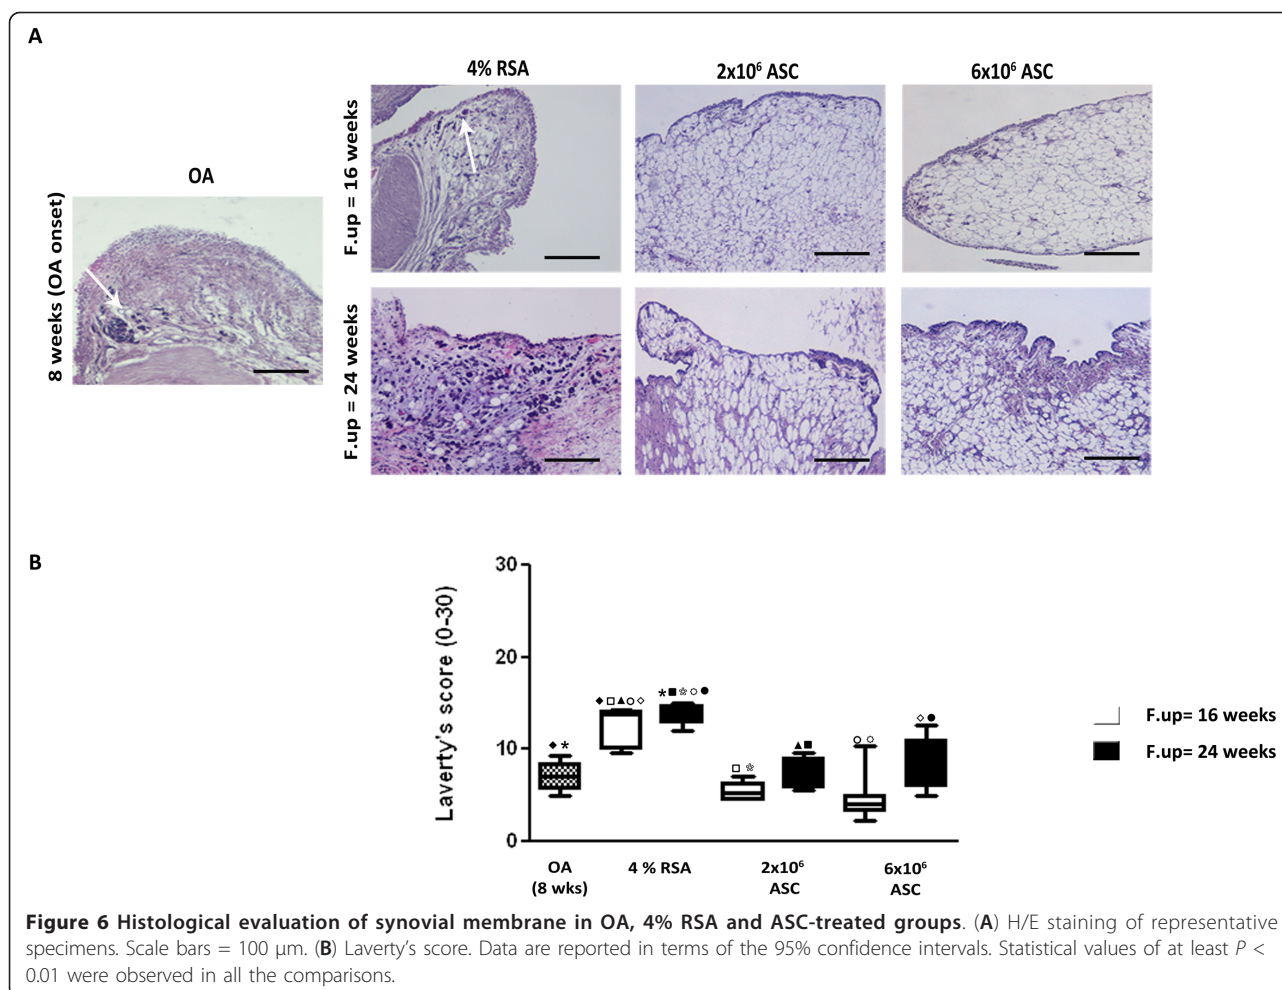 A
4% RSA
2x10⁶ ASC
6x10⁶ ASC
F.up = 16 weeks
OA
8 weeks (OA onset)
F.up= 24 weeks
B
Laverty's score (0-30)
30
20
10
0
◆ *
◆ □ ▲ ○ ◇
* ■ ☆ ◌ ●
□ ☆
▲ ■
○ ◌
◇ ●
F.up= 16 weeks
F.up= 24 weeks
OA
(8 wks)
4 % RSA
2x10⁶
ASC
6x10⁶
ASC
Figure 6 Histological evaluation of synovial membrane in OA, 4% RSA and ASC-treated groups. (A) H/E staining of representative
specimens. Scale bars = 100 μm. (B) Laverty's score. Data are reported in terms of the 95% confidence intervals. Statistical values of at least P <
0.01 were observed in all the comparisons.